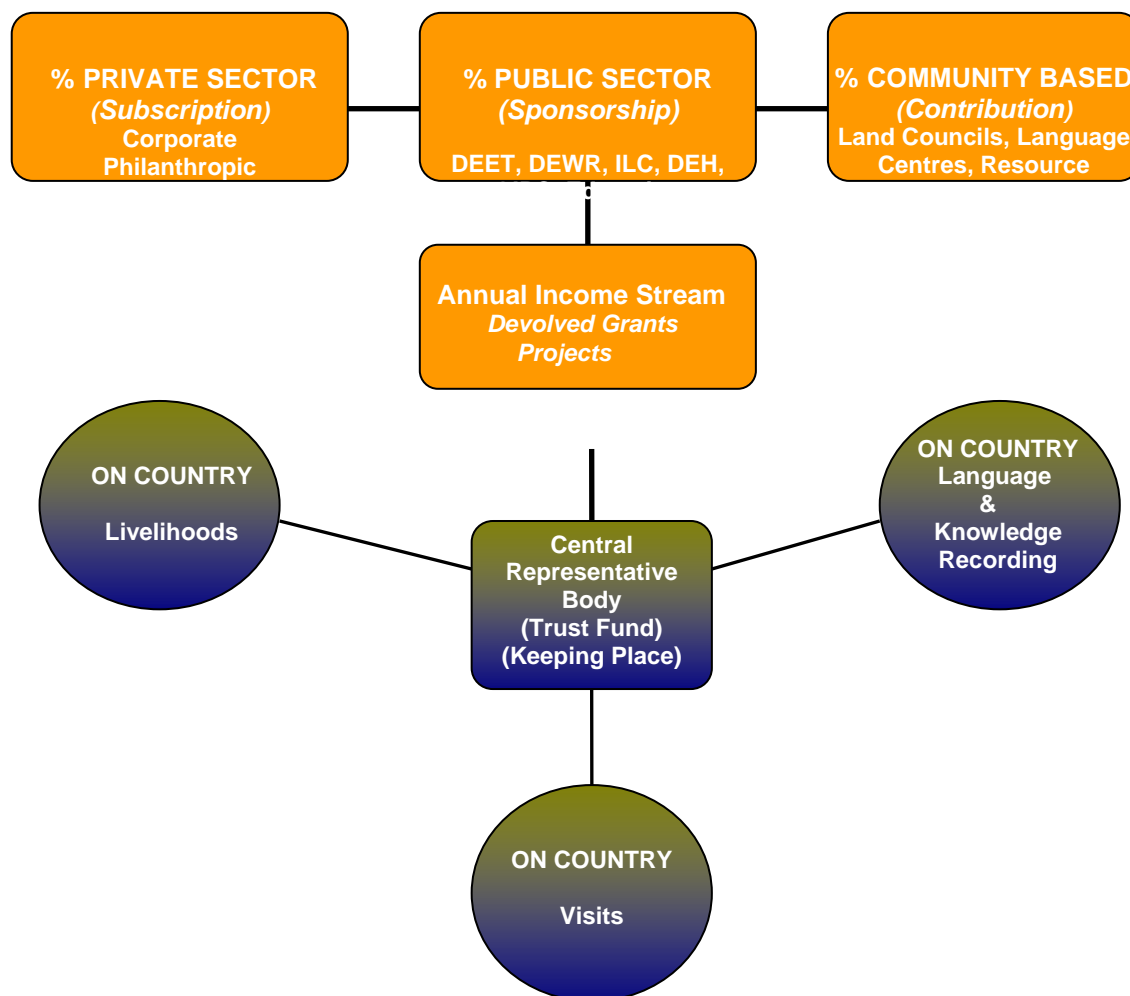 % PRIVATE SECTOR
(Subscription)
Corporate
Philanthropic
% PUBLIC SECTOR
(Sponsorship)
DEET, DEWR, ILC, DEH,
% COMMUNITY BASED
(Contribution)
Land Councils, Language
Centres, Resource
Annual Income Stream
Devolved Grants
Projects
ON COUNTRY
Livelihoods
ON COUNTRY
Language
&
Knowledge
Recording
Central
Representative
Body
(Trust Fund)
(Keeping Place)
ON COUNTRY
Visits